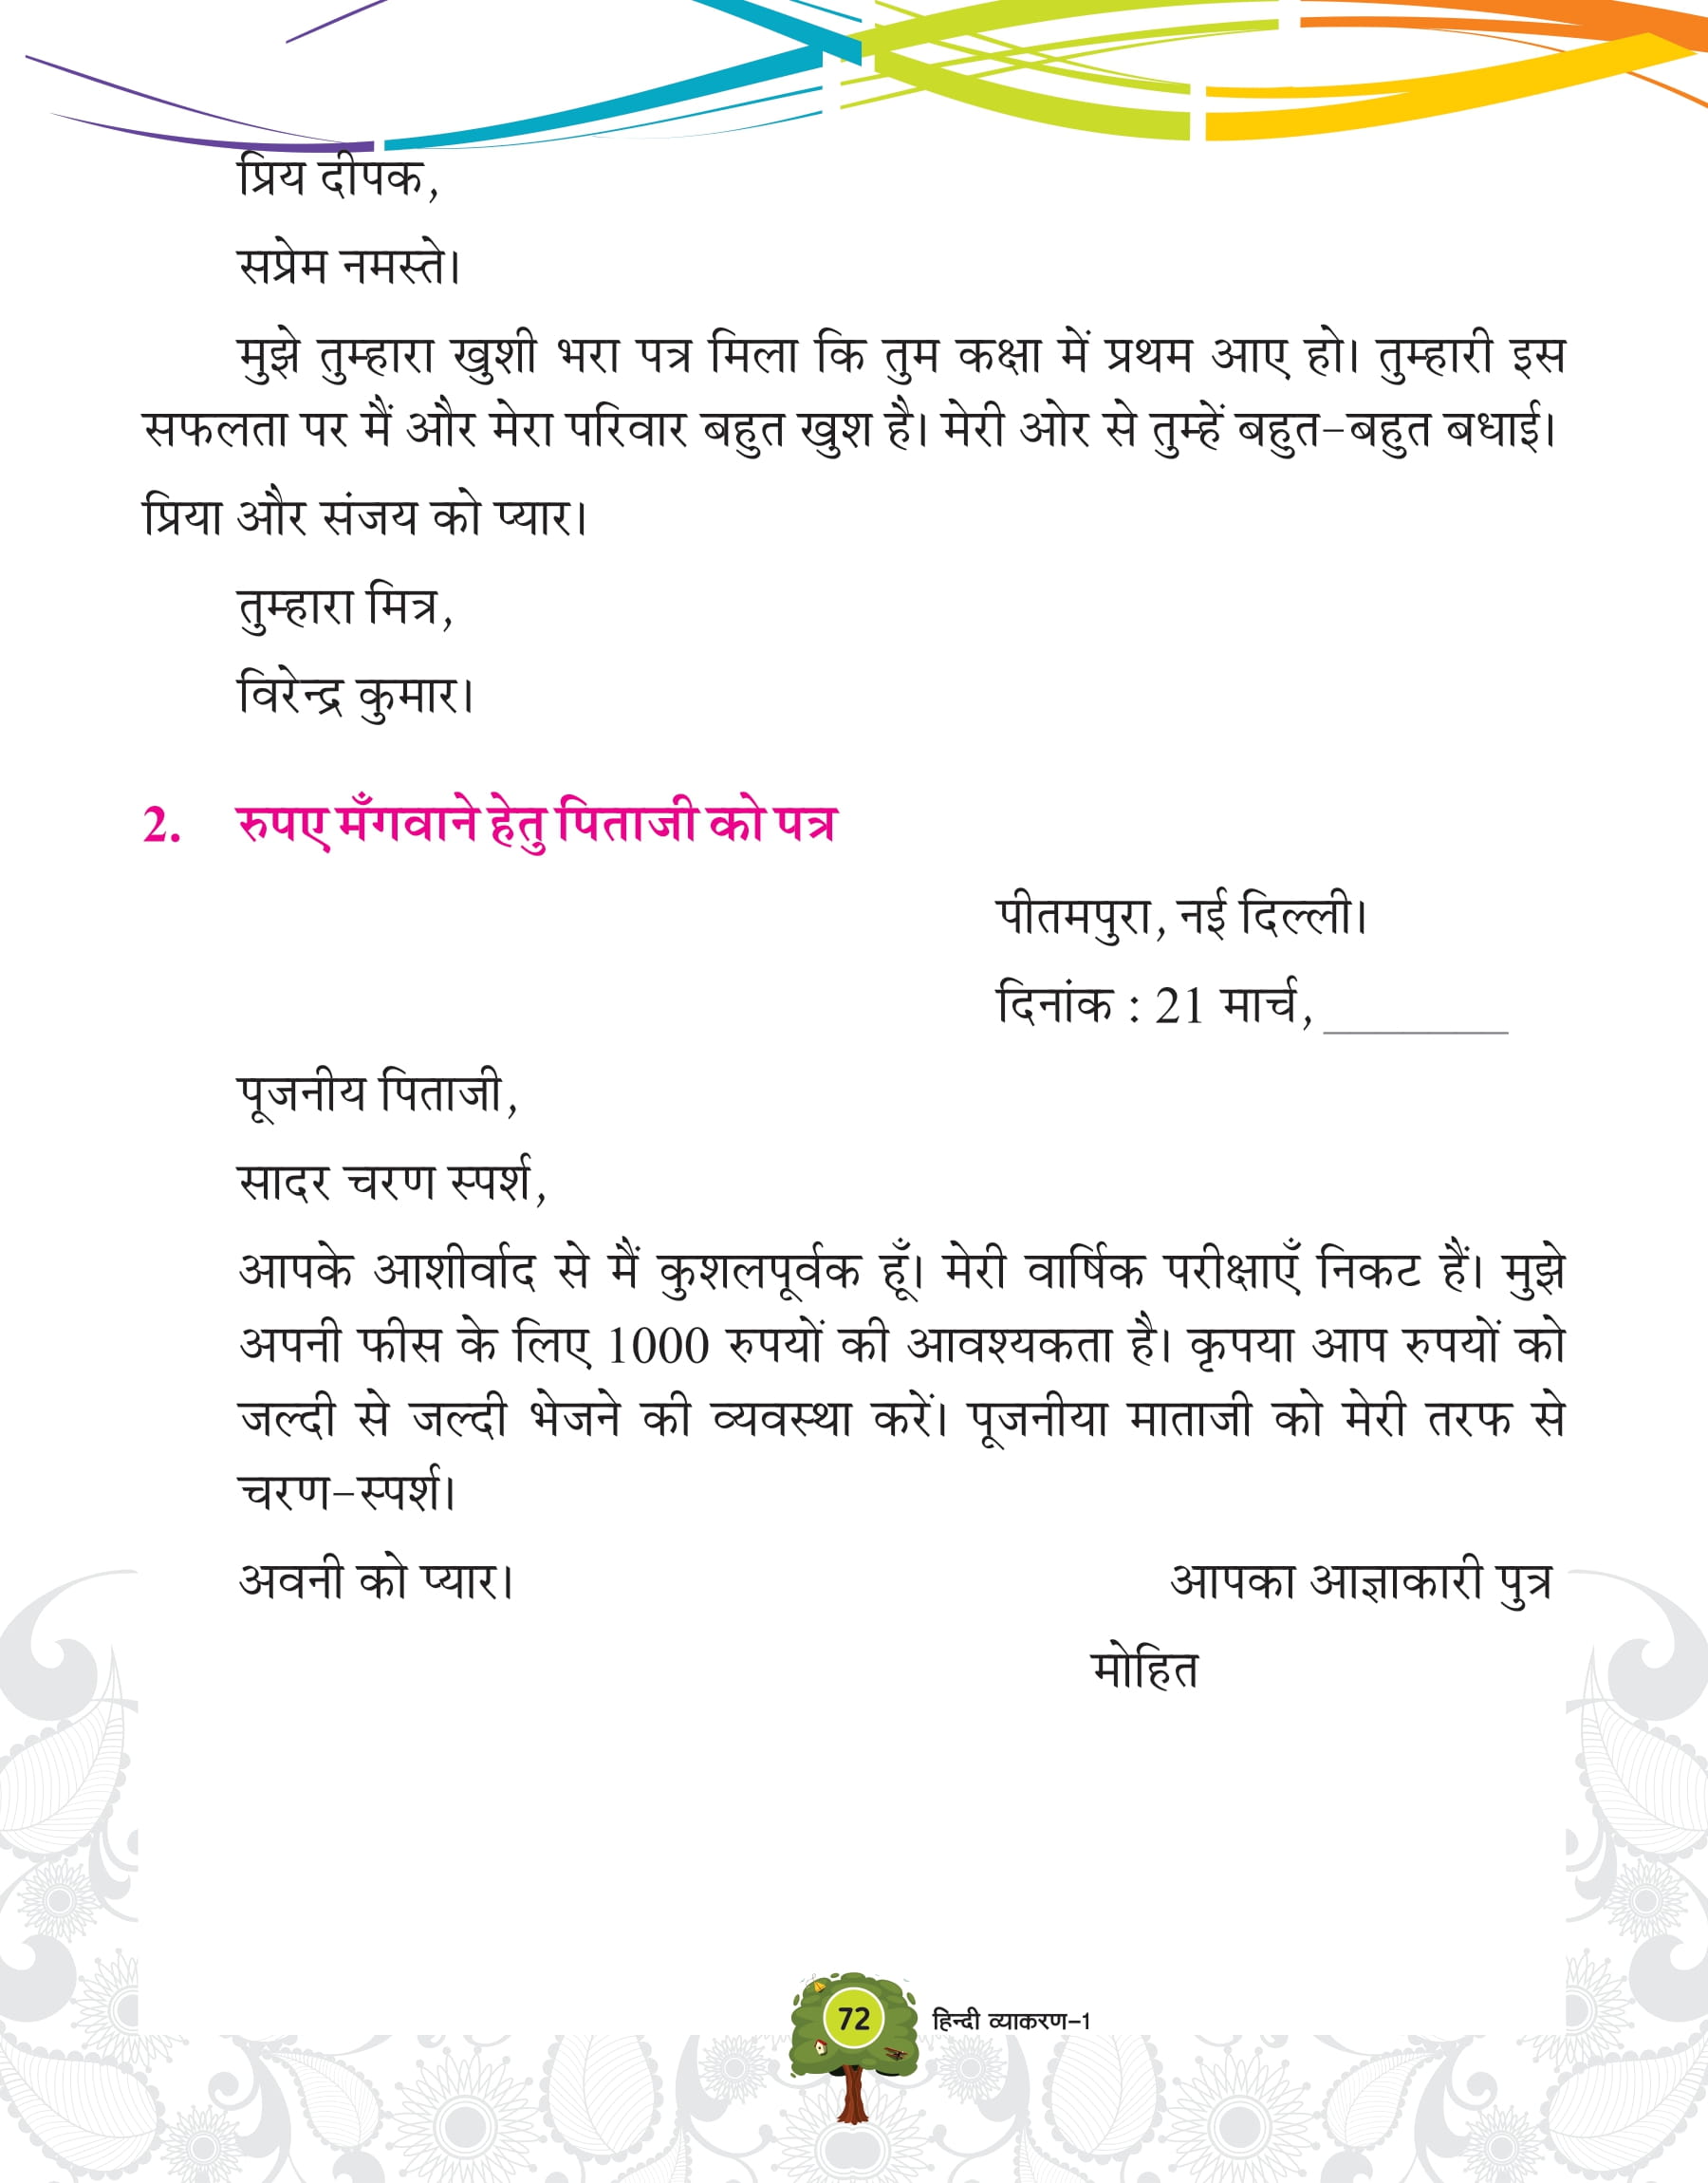 प्रिय दीपक,
सप्रेम नमस्ते।
मुझे तुम्हारा खुशी भरा पत्र मिला कि तुम कक्षा में प्रथम आए हो। तुम्हारी इस
सफलता पर मैं और मेरा परिवार बहुत खुश है। मेरी ओर से तुम्हें बहुत-बहुत बधाई।
प्रिया और संजय को प्यार।
तुम्हारा मित्र,
विरेन्द्र कुमार।
2. रुपए मँगवाने हेतु पिताजी को पत्र
पीतमपुरा, नई दिल्ली।
दिनांक : 21 मार्च, ________
पूजनीय पिताजी,
सादर चरण स्पर्श,
आपके आशीर्वाद से मैं कुशलपूर्वक हूँ। मेरी वार्षिक परीक्षाएँ निकट हैं। मुझे
अपनी फीस के लिए 1000 रुपयों की आवश्यकता है। कृपया आप रुपयों को
जल्दी से जल्दी भेजने की व्यवस्था करें। पूजनीया माताजी को मेरी तरफ से
चरण-स्पर्श।
अवनी को प्यार। आपका आज्ञाकारी पुत्र
मोहित
72 हिन्दी व्याकरण-1